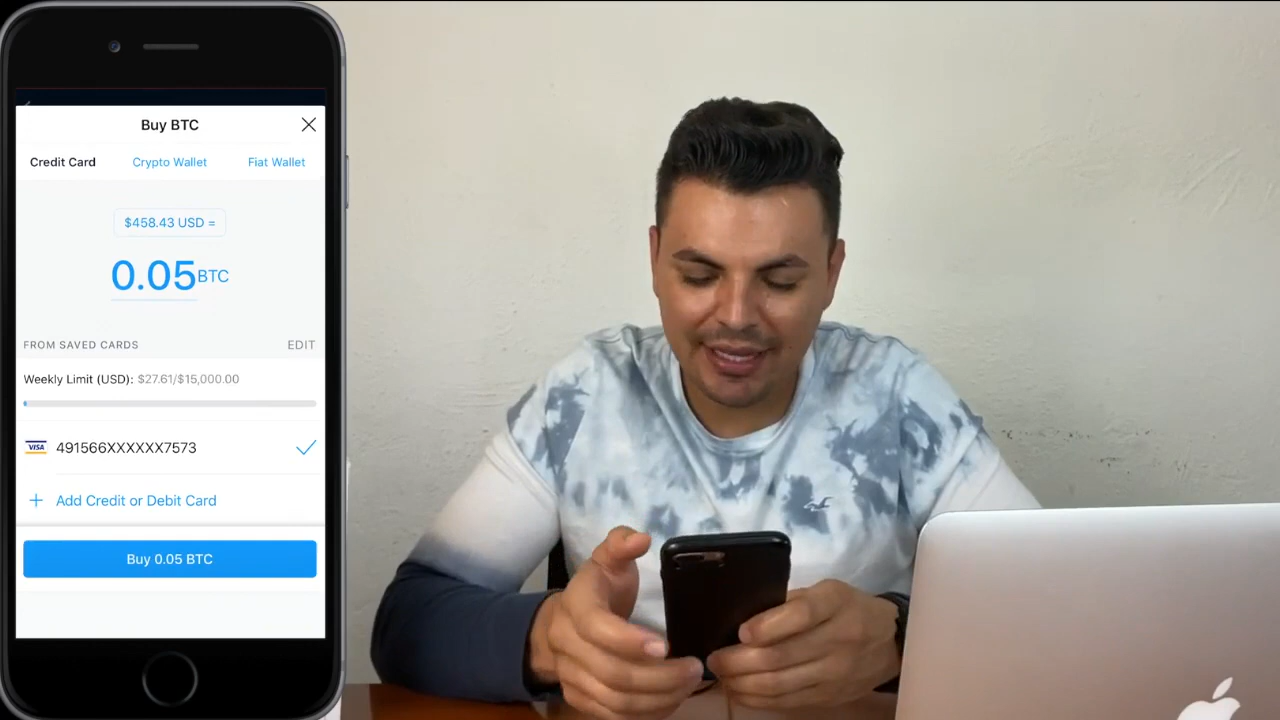 Buy BTC
Credit Card
Crypto Wallet
Fiat Wallet
$458.43 USD =
0.05BTC
FROM SAVED CARDS
EDIT
Weekly Limit (USD): $27.61/$15,000.00
VISA
491566XXXXXX7573
+ Add Credit or Debit Card
Buy 0.05 BTC